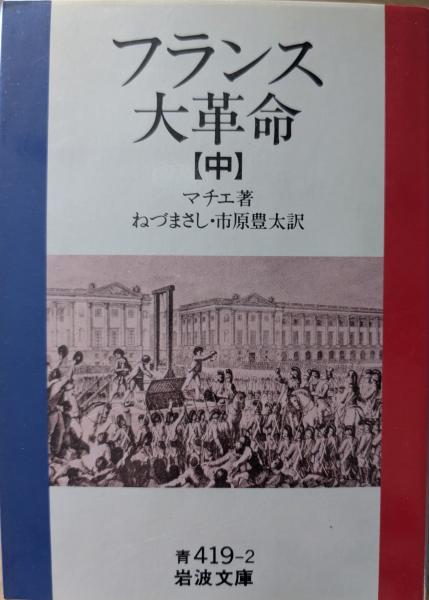 フランス
大革命
【中】
マチエ著
ねづまさし・市原豊太訳
青 419-2
岩波文庫